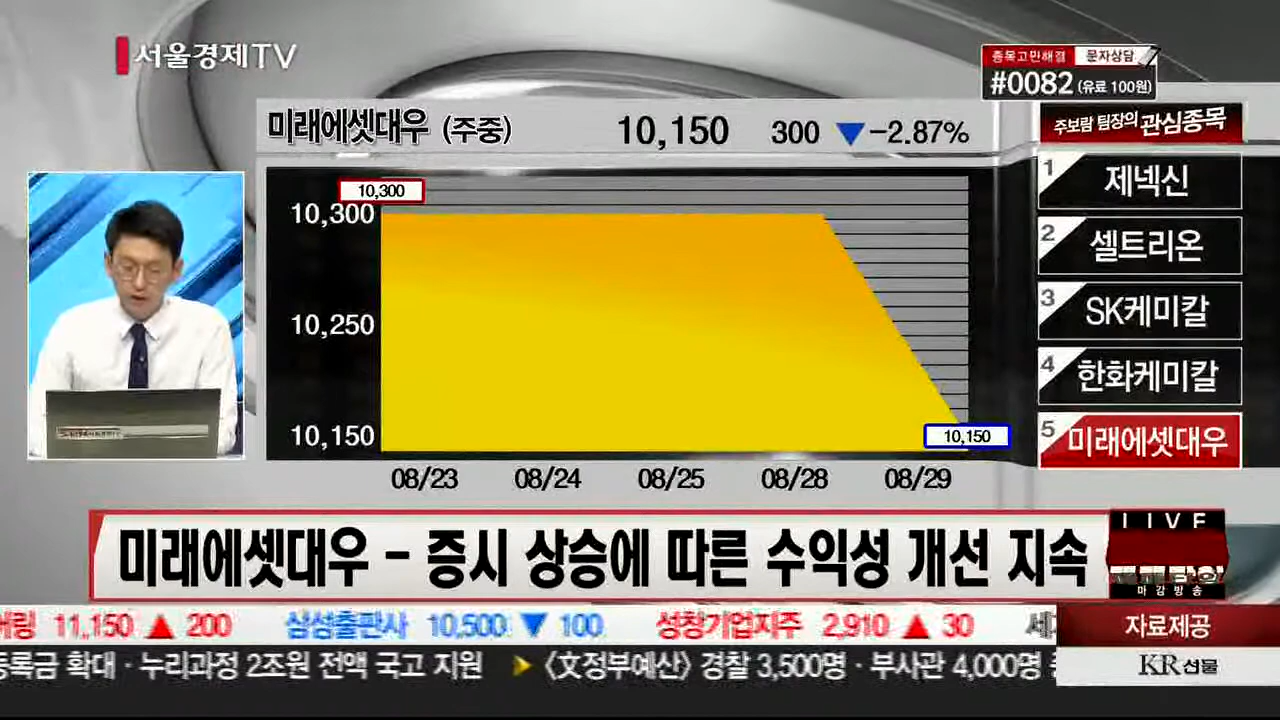 서울경제TV
종목고민해결 문자상담
#0082 (유료 100원)
미래에셋대우 (주중) 10,150 300 ▼-2.87%
주보람 팀장의 관심종목
1 제넥신
2 셀트리온
3 SK케미칼
4 한화케미칼
5 미래에셋대우
10,300
10,300
10,250
10,150
10,150
08/23 08/24 08/25 08/28 08/29
미래에셋대우 - 증시 상승에 따른 수익성 개선 지속
LIVE
마감방송
어링 11,150 ▲ 200 삼성출판사 10,500 ▼ 100 성창기업지주 2,910 ▲ 30
자료제공
등록금 확대 · 누리과정 2조원 전액 국고 지원 ▶ 〈文정부예산〉 경찰 3,500명 · 부사관 4,000명
KR선물